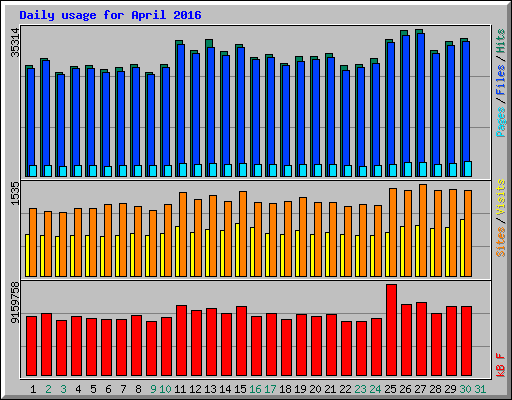 Daily usage for April 2016
35314
Pages / Files / Hits
1535
Sites / Visits
9159758
kB F
1 2 3 4 5 6 7 8 9 10 11 12 13 14 15 16 17 18 19 20 21 22 23 24 25 26 27 28 29 30 31